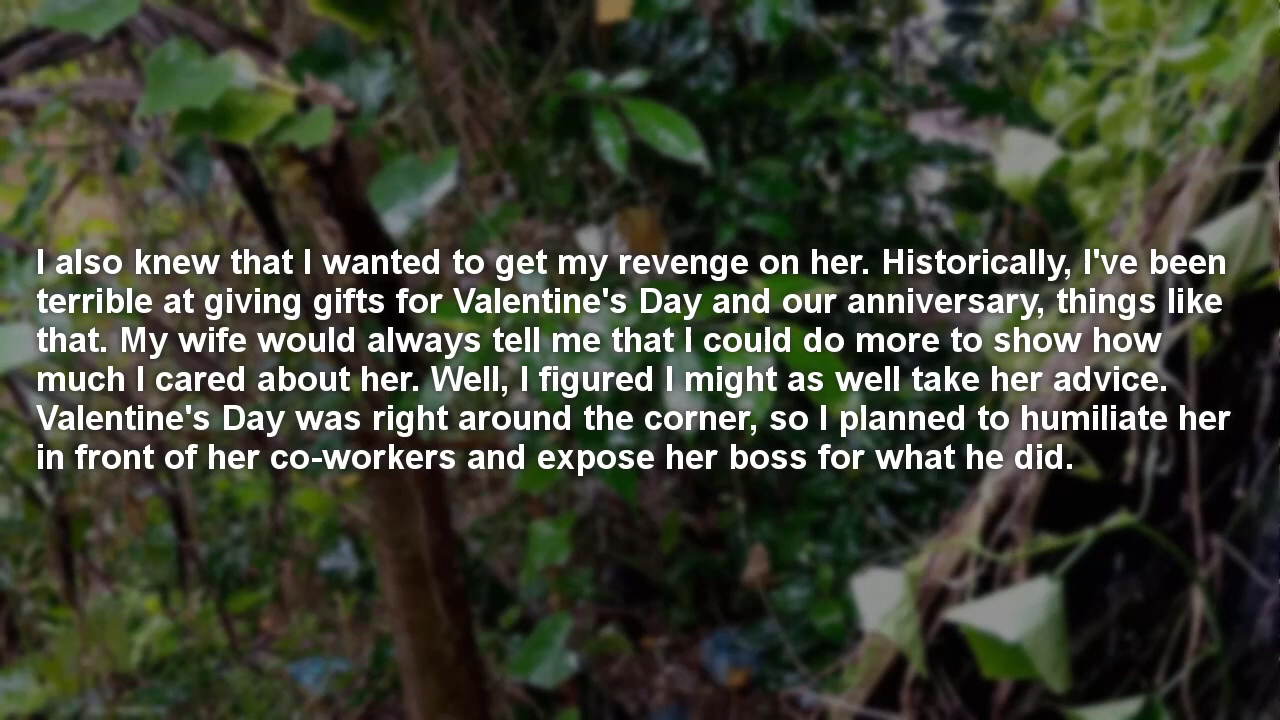 I also knew that I wanted to get my revenge on her. Historically, I've been
terrible at giving gifts for Valentine's Day and our anniversary, things like
that. My wife would always tell me that I could do more to show how
much I cared about her. Well, I figured I might as well take her advice.
Valentine's Day was right around the corner, so I planned to humiliate her
in front of her co-workers and expose her boss for what he did.